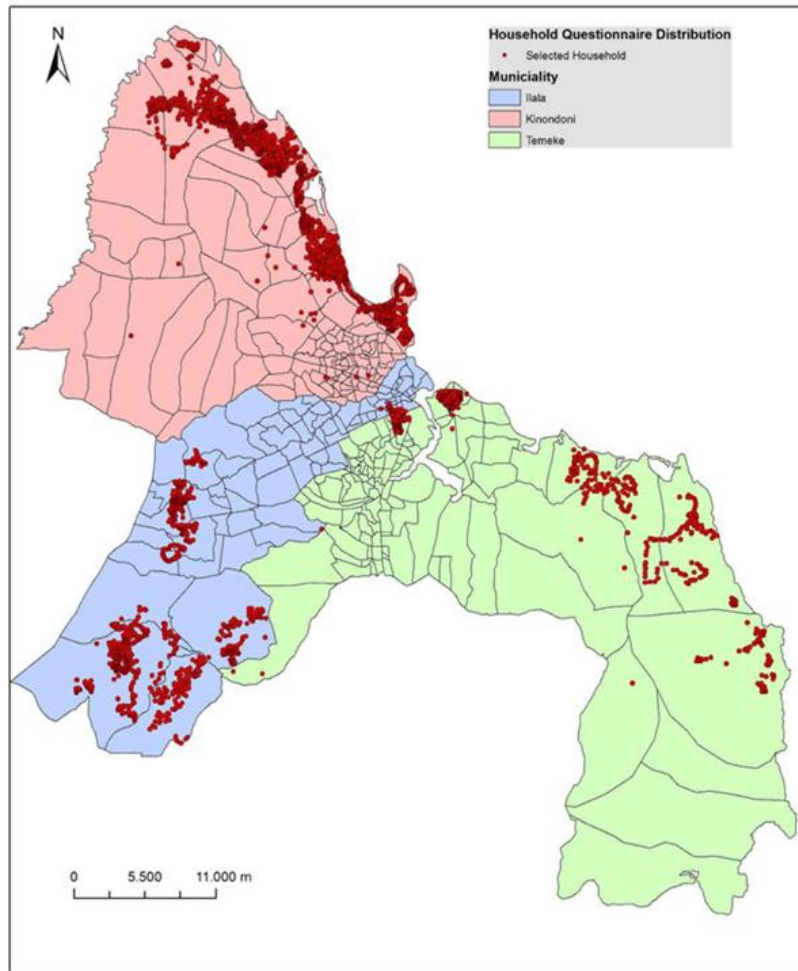 N
Household Questionnaire Distribution
Selected Household
Municiality
Ilala
Kinondoni
Temeke
0 5.500 11.000 m